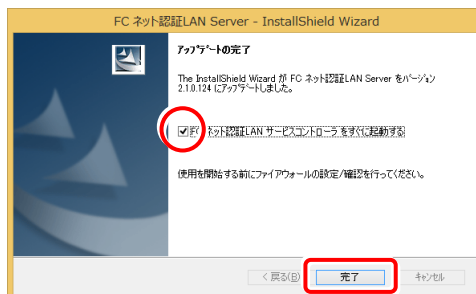 FC ネット認証LAN Server - InstallShield Wizard
アップデートの完了
The InstallShield Wizard が FC ネット認証LAN Server をバージョン
2.1.0.124 にアップデートしました。
FC ネット認証LAN サービスコントローラ をすぐに起動する
使用を開始する前にファイアウォールの設定/確認を行ってください。
< 戻る(B) 完了 キャンセル